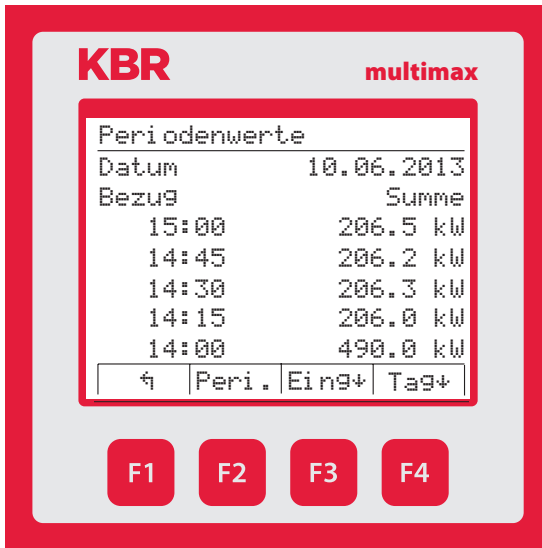 KBR
multimax
Periodenwerte
Datum 10.06.2013
Bezug Summe
15:00 206.5 kW
14:45 206.2 kW
14:30 206.3 kW
14:15 206.0 kW
14:00 490.0 kW
↰ Peri. Eing↓ Tag↓
F1 F2 F3 F4